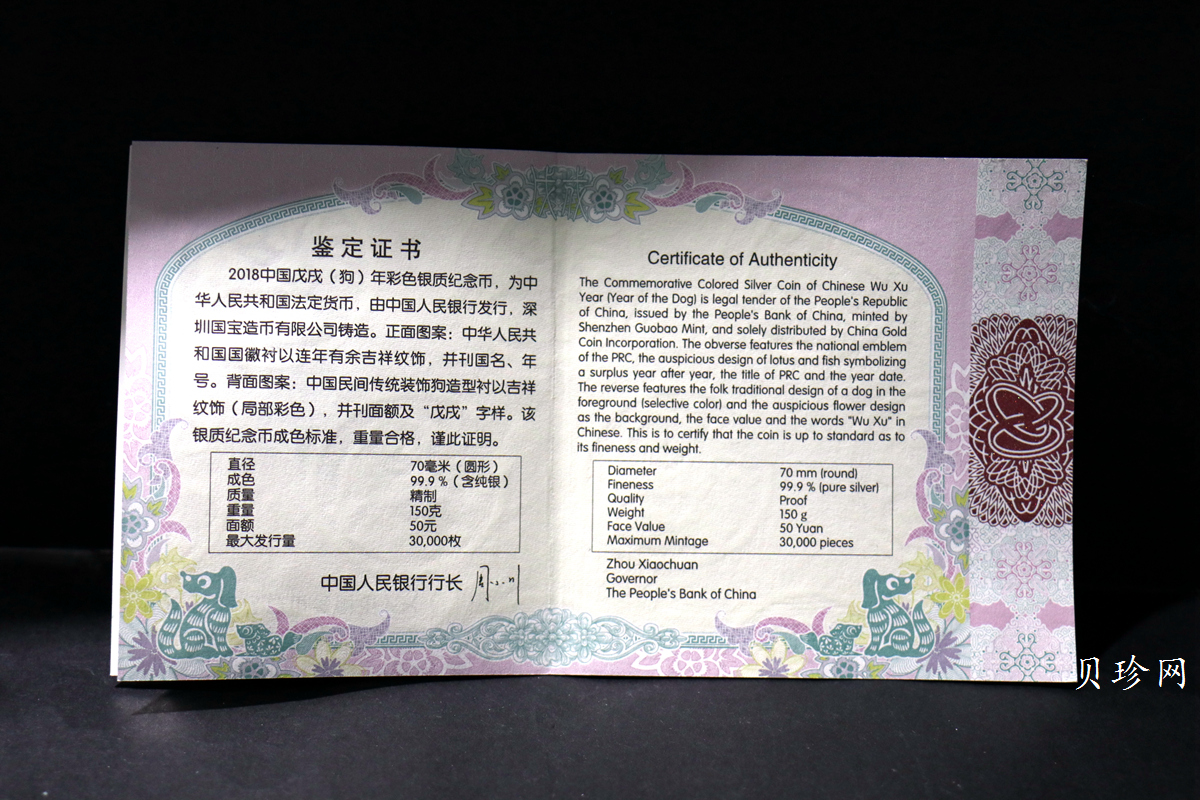 鉴定证书
2018中国戊戌（狗）年彩色银质纪念币，为中
华人民共和国法定货币，由中国人民银行发行，深
圳国宝造币有限公司铸造。正面图案：中华人民共
和国国徽衬以连年有余吉祥纹饰，并刊国名、年
号。背面图案：中国民间传统装饰狗造型衬以吉祥
纹饰（局部彩色），并刊面额及“戊戌”字样。该
银质纪念币成色标准，重量合格，谨此证明。
直径 70毫米（圆形）
成色 99.9％（含纯银）
质量 精制
重量 150克
面额 50元
最大发行量 30,000枚
中国人民银行行长 周小川
Certificate of Authenticity
The Commemorative Colored Silver Coin of Chinese Wu Xu
Year (Year of the Dog) is legal tender of the People's Republic
of China, issued by the People's Bank of China, minted by
Shenzhen Guobao Mint, and solely distributed by China Gold
Coin Incorporation. The obverse features the national emblem
of the PRC, the auspicious design of lotus and fish symbolizing
a surplus year after year, the title of PRC and the year date.
The reverse features the folk traditional design of a dog in the
foreground (selective color) and the auspicious flower design
as the background, the face value and the words "Wu Xu" in
Chinese. This is to certify that the coin is up to standard as to
its fineness and weight.
Diameter 70 mm (round)
Fineness 99.9 % (pure silver)
Quality Proof
Weight 150 g
Face Value 50 Yuan
Maximum Mintage 30,000 pieces
Zhou Xiaochuan
Governor
The People's Bank of China
贝珍网